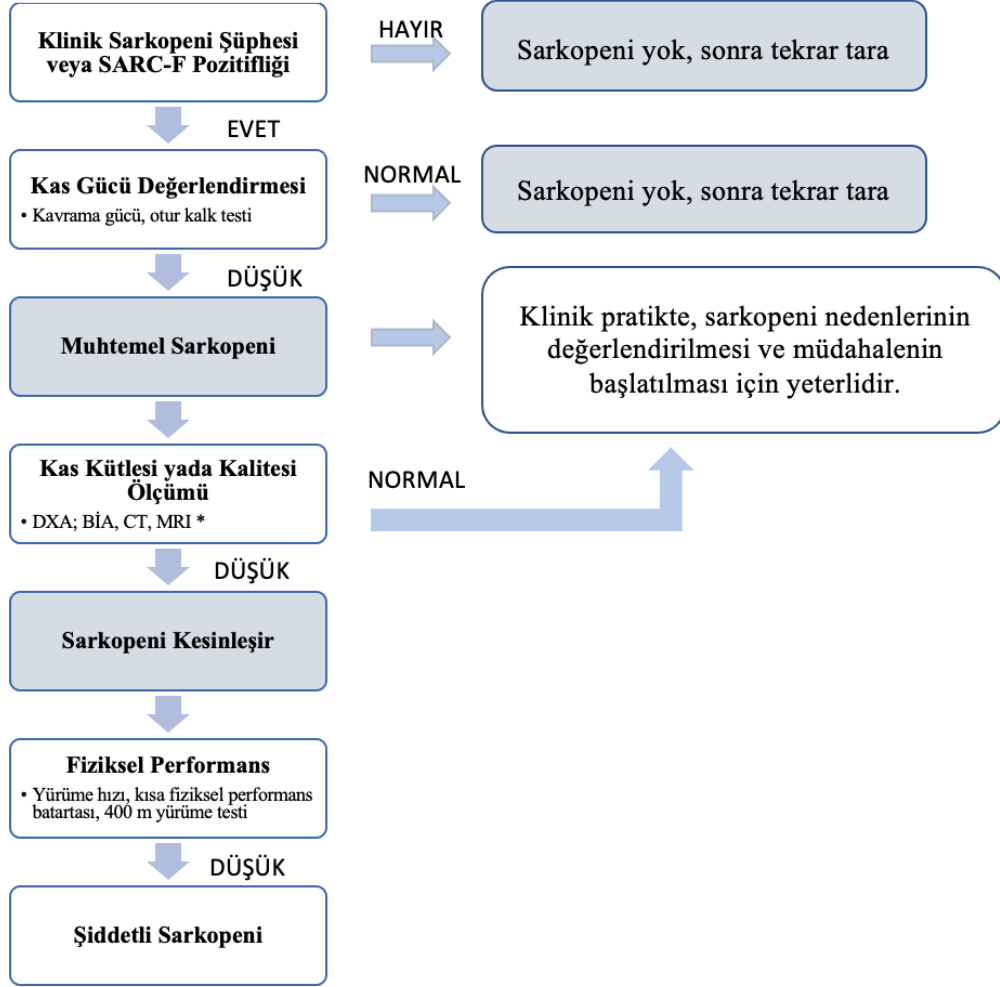 Klinik Sarkopeni Şüphesi
veya SARC-F Pozitifliği
HAYIR
Sarkopeni yok, sonra tekrar tara
EVET
Kas Gücü Değerlendirmesi
• Kavrama gücü, otur kalk testi
NORMAL
Sarkopeni yok, sonra tekrar tara
DÜŞÜK
Muhtemel Sarkopeni
Klinik pratikte, sarkopeni nedenlerinin
değerlendirilmesi ve müdahalenin
başlatılması için yeterlidir.
Kas Kütlesi yada Kalitesi
Ölçümü
• DXA; BİA, CT, MRI *
NORMAL
DÜŞÜK
Sarkopeni Kesinleşir
Fiziksel Performans
• Yürüme hızı, kısa fiziksel performans
batartası, 400 m yürüme testi
DÜŞÜK
Şiddetli Sarkopeni